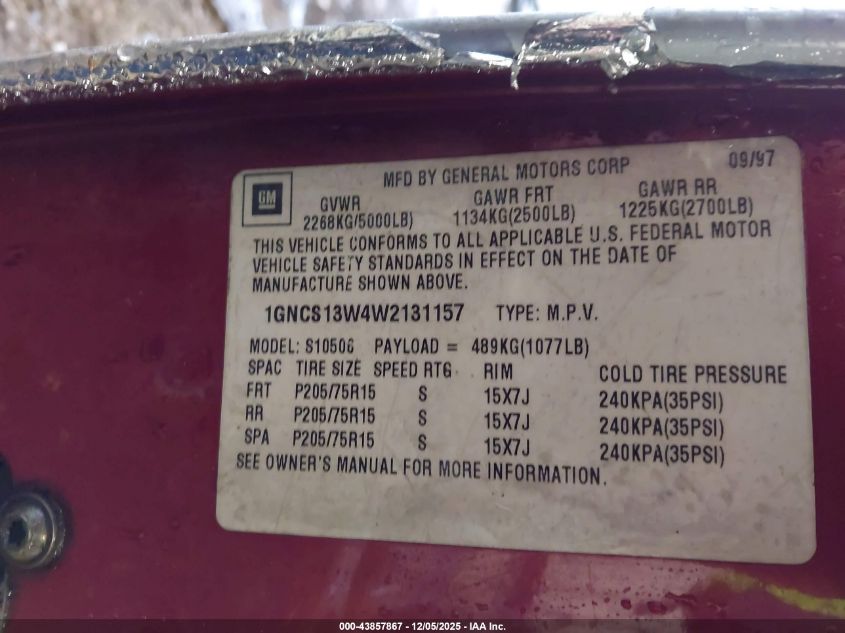 MFD BY GENERAL MOTORS CORP 09/97
GM
GVWR GAWR FRT GAWR RR
2268KG/5000LB) 1134KG(2500LB) 1225KG(2700LB)
THIS VEHICLE CONFORMS TO ALL APPLICABLE U.S. FEDERAL MOTOR
VEHICLE SAFETY STANDARDS IN EFFECT ON THE DATE OF
MANUFACTURE SHOWN ABOVE.
1GNCS13W4W2131157 TYPE: M.P.V.
MODEL: S10506 PAYLOAD = 489KG(1077LB)
SPAC TIRE SIZE SPEED RTG RIM COLD TIRE PRESSURE
FRT P205/75R15 S 15X7J 240KPA(35PSI)
RR P205/75R15 S 15X7J 240KPA(35PSI)
SPA P205/75R15 S 15X7J 240KPA(35PSI)
SEE OWNER'S MANUAL FOR MORE INFORMATION.
000-43857867 - 12/05/2025 - IAA Inc.